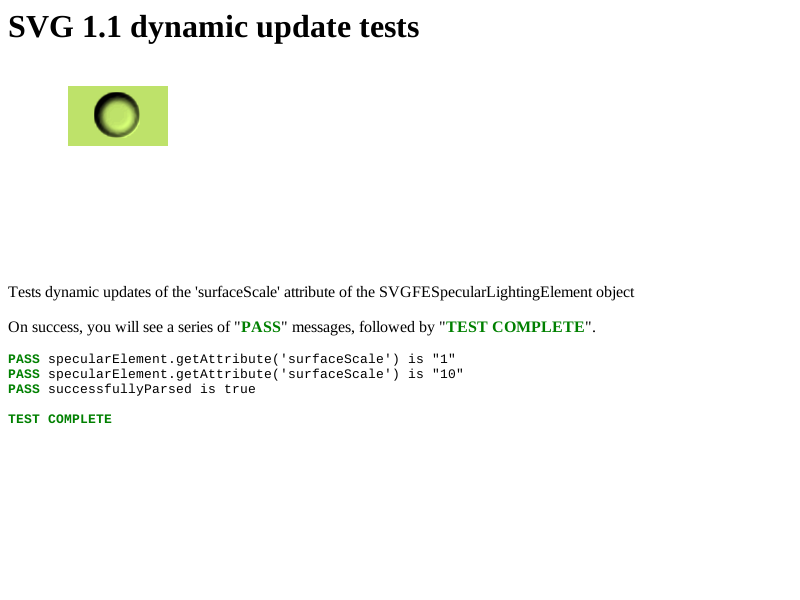 SVG 1.1 dynamic update tests
Tests dynamic updates of the 'surfaceScale' attribute of the SVGFESpecularLightingElement object
On success, you will see a series of "PASS" messages, followed by "TEST COMPLETE".
PASS specularElement.getAttribute('surfaceScale') is "1"
PASS specularElement.getAttribute('surfaceScale') is "10"
PASS successfullyParsed is true
TEST COMPLETE